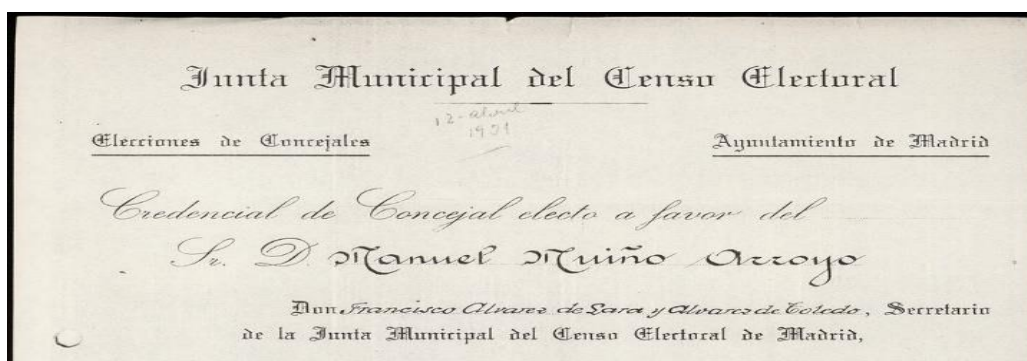 Junta Municipal del Censo Electoral
12-abril
1931
Elecciones de Concejales
Ayuntamiento de Madrid
Credencial de Concejal electo a favor del
Sr. D. Manuel Muiño Arroyo
Don Francisco Alvares de Lara y Alvares de Toledo, Secretario
de la Junta Municipal del Censo Electoral de Madrid,